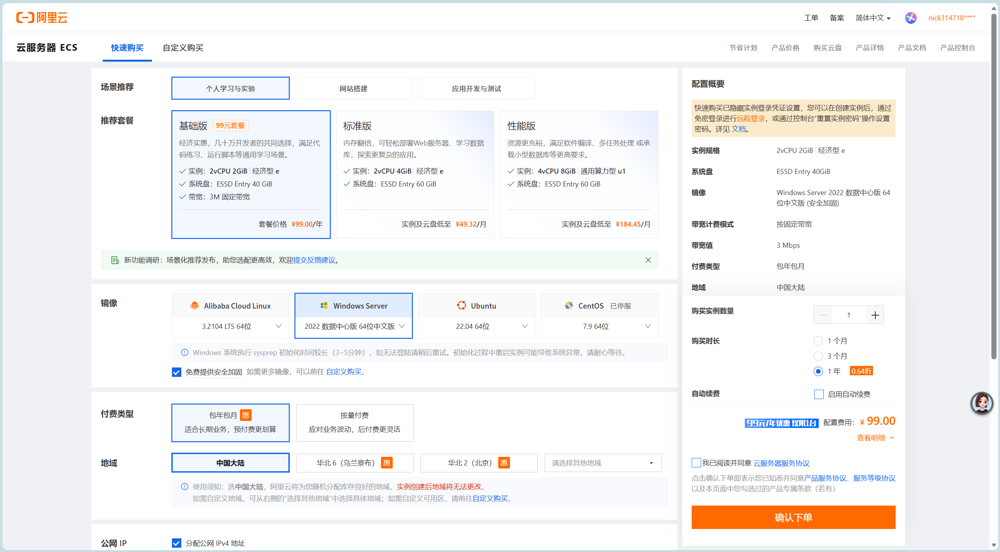 阿里云
工单
备案
简体中文
nick314718****
云服务器 ECS
快速购买
自定义购买
节省计划
产品价格
购买云盘
产品详情
产品文档
产品控制台
场景推荐
个人学习与实验
网站搭建
应用开发与测试
推荐套餐
基础版 99元套餐
经济实惠，几十万开发者的共同选择，满足代
码练习、运行脚本等通用学习场景。
实例：2vCPU 2GiB 经济型 e
系统盘：ESSD Entry 40 GiB
带宽：3M 固定带宽
套餐价格 ¥99.00/年
标准版
内存翻倍，可轻松部署Web服务器、学习数据
库，探索更复杂的应用。
实例：2vCPU 4GiB 经济型 e
系统盘：ESSD Entry 60 GiB
实例及云盘低至 ¥49.32/月
性能版
资源更充裕，满足软件编译、多任务处理 或承
载小型数据库等更高要求。
实例：4vCPU 8GiB 通用算力型 u1
系统盘：ESSD Entry 60 GiB
实例及云盘低至 ¥184.45/月
新功能调研：场景化推荐发布，助您选配更高效，欢迎提交反馈建议。
镜像
Alibaba Cloud Linux
3.2104 LTS 64位
Windows Server
2022 数据中心版 64位中文版
Ubuntu
22.04 64位
CentOS 已停服
7.9 64位
Windows 系统执行 sysprep 初始化时间较长（3~5分钟），如无法登陆请稍后重试。初始化过程中重启实例可能导致系统异常，请耐心等待。
免费提供安全加固 如需更多镜像，可以前往 自定义购买。
付费类型
包年包月 惠
适合长期业务，预付费更划算
按量付费
应对业务波动，后付费更灵活
地域
中国大陆
华北 6（乌兰察布） 惠
华北 2（北京） 惠
请选择其他地域
使用须知：选中国大陆，阿里云将为您随机分配库存良好的地域，实例创建后地域将无法更改。
如需自定义地域，可从右侧的“选择其他地域”中选择具体地域；如需自定义可用区，请前往自定义购买。
公网 IP
分配公网 IPv4 地址
配置概要
快速购买已隐藏实例登录凭证设置，您可以在创建实例后，通过
免密登录进行远程登录，或通过控制台“重置实例密码”操作设置
密码。详见 文档。
实例规格 2vCPU 2GiB 经济型 e
系统盘 ESSD Entry 40GiB
镜像 Windows Server 2022 数据中心版 64
位中文版 (安全加固)
带宽计费模式 按固定带宽
带宽值 3 Mbps
付费类型 包年包月
地域 中国大陆
购买实例数量 1
购买时长
1 个月
3 个月
1 年 0.64折
自动续费 启用自动续费
99元/年优惠 仅限1台 配置费用：¥ 99.00
查看明细
我已阅读并同意 云服务器服务协议
点击确认下单即表示您已知悉并同意产品服务协议、服务等级协议
以及本页面中您勾选过的产品专属条款（若有）
确认下单